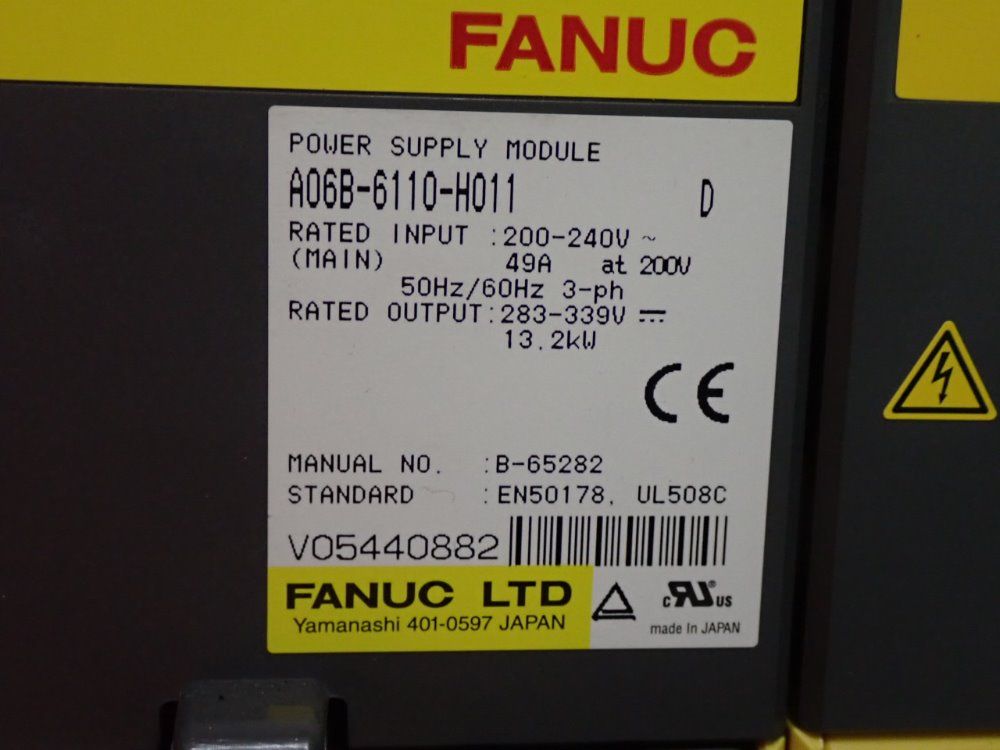 FANUC
POWER SUPPLY MODULE
A06B-6110-H011 D
RATED INPUT :200-240V ~
(MAIN) 49A at 200V
50Hz/60Hz 3-ph
RATED OUTPUT:283-339V ⎓
13.2kW
CE
MANUAL NO. :B-65282
STANDARD :EN50178, UL508C
V05440882
FANUC LTD
Yamanashi 401-0597 JAPAN
c RU® US
made In JAPAN